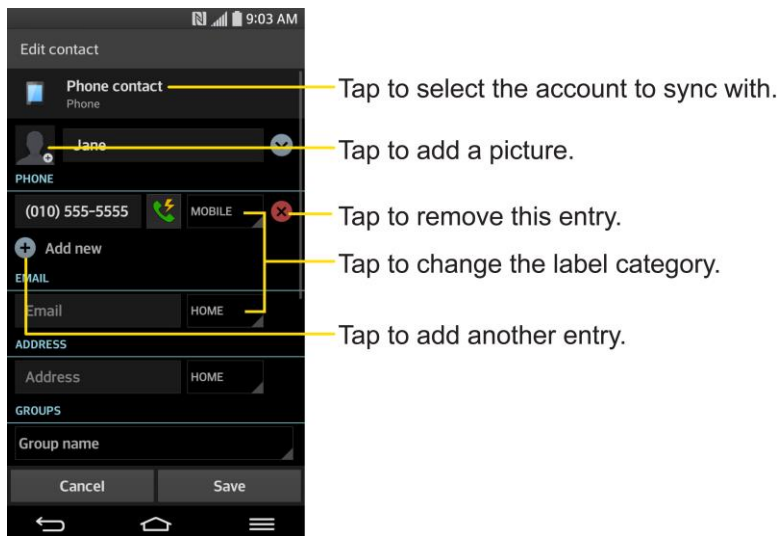 9:03 AM
Edit contact
Phone contact
Phone
Tap to select the account to sync with.
Jane
Tap to add a picture.
PHONE
(010) 555-5555
MOBILE
Tap to remove this entry.
Add new
Tap to change the label category.
EMAIL
Email
HOME
Tap to add another entry.
ADDRESS
Address
HOME
GROUPS
Group name
Cancel
Save